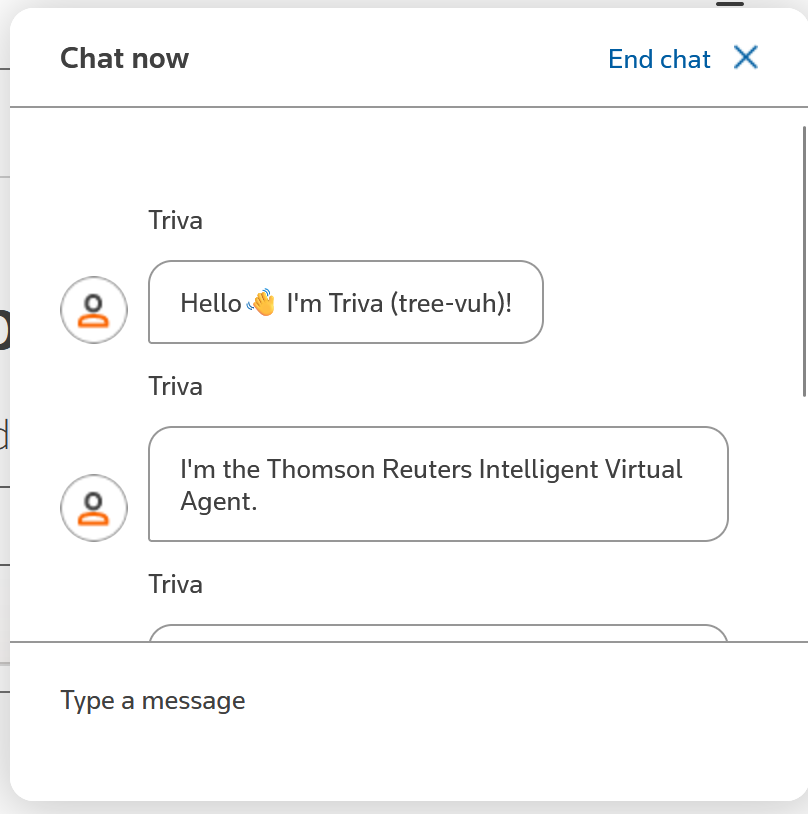 Chat now
End chat
Triva
Hello👋 I'm Triva (tree-vuh)!
Triva
I'm the Thomson Reuters Intelligent Virtual
Agent.
Triva
Type a message